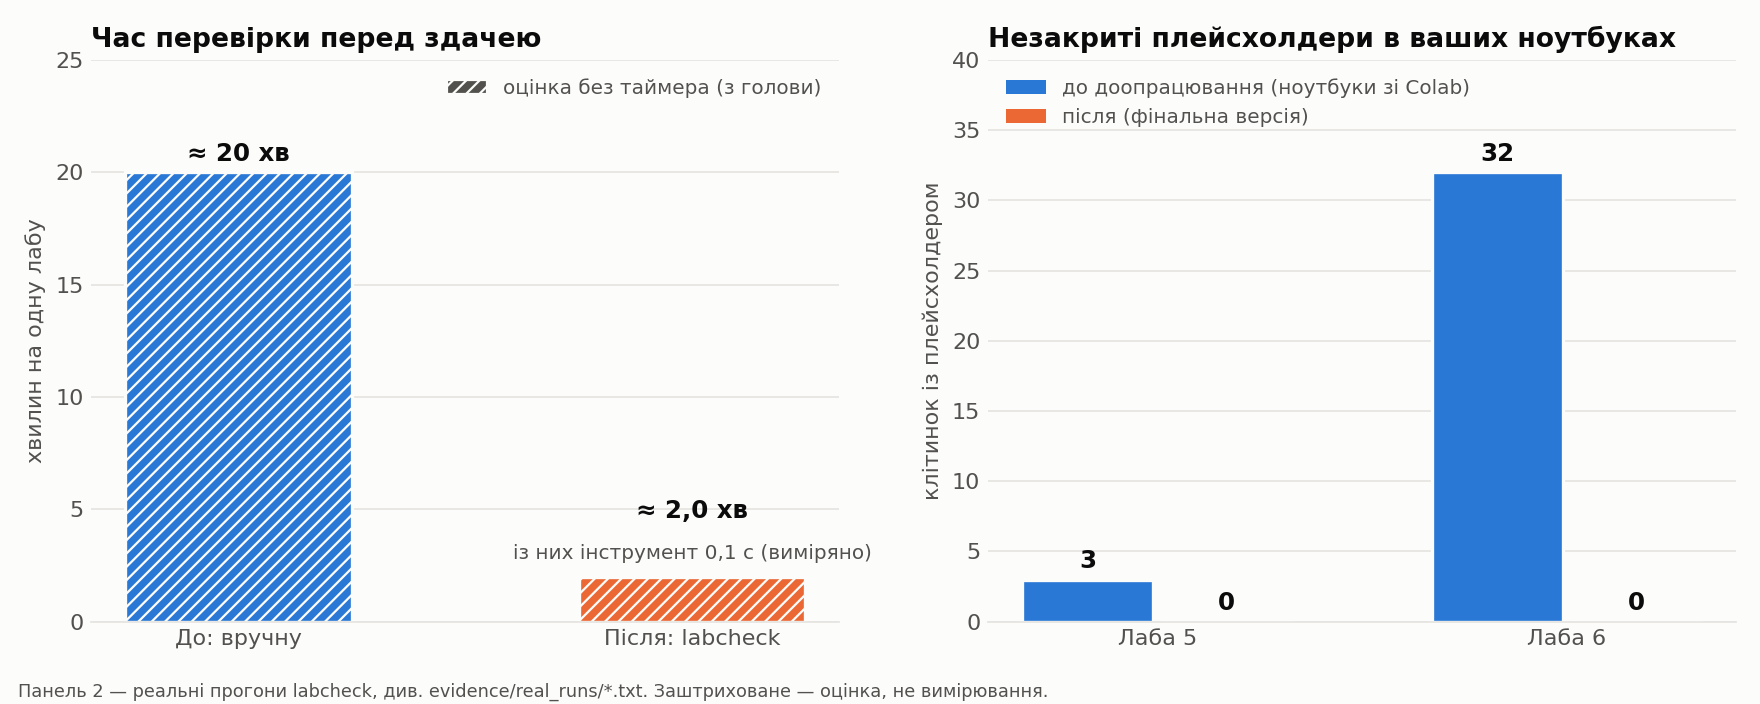 Час перевірки перед здачею
хвилин на одну лабу
25
20
15
10
5
0
оцінка без таймера (з голови)
≈ 20 хв
≈ 2,0 хв
із них інструмент 0,1 с (виміряно)
До: вручну
Після: labcheck
Незакриті плейсхолдери в ваших ноутбуках
клітинок із плейсхолдером
40
35
30
25
20
15
10
5
0
до доопрацювання (ноутбуки зі Colab)
після (фінальна версія)
3
0
32
0
Лаба 5
Лаба 6
Панель 2 — реальні прогони labcheck, див. evidence/real_runs/*.txt. Заштриховане — оцінка, не вимірювання.